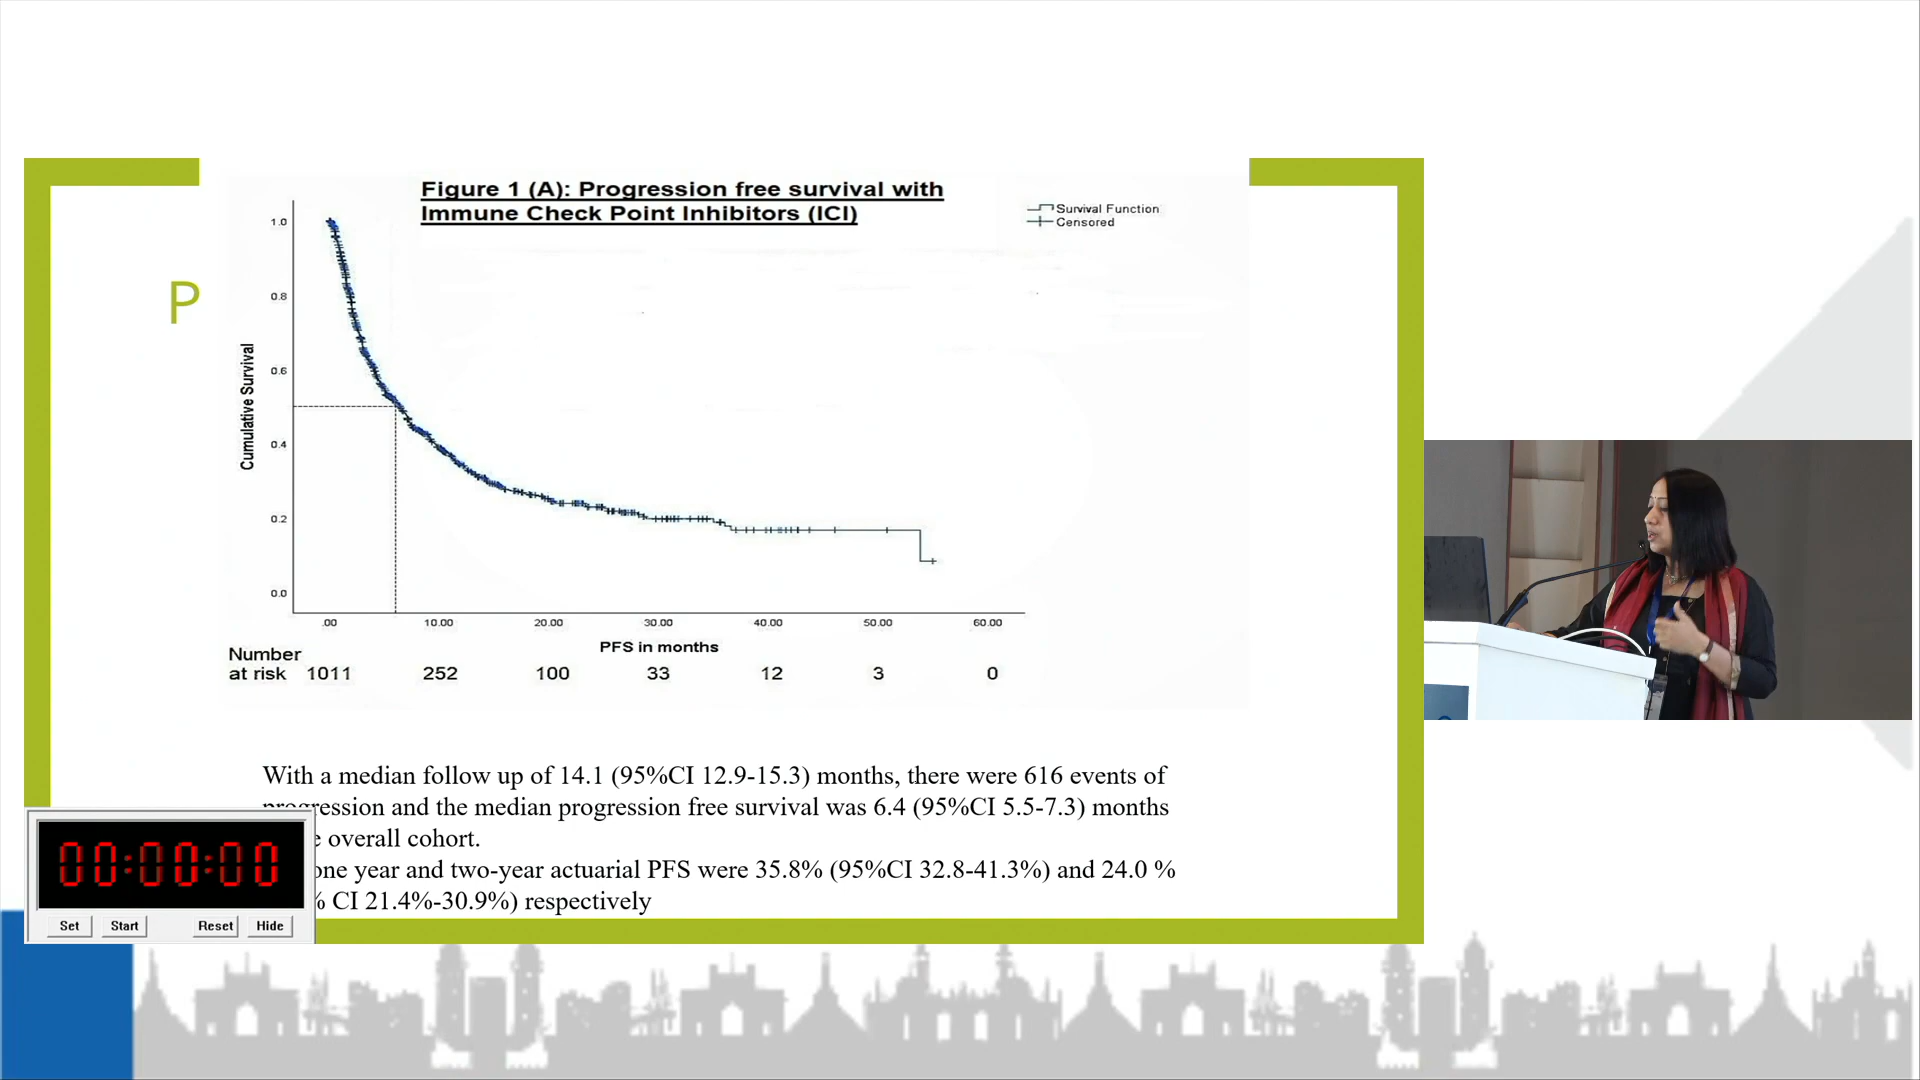 Figure 1 (A): Progression free survival with
Immune Check Point Inhibitors (ICI)
Survival Function
Censored
P
Cumulative Survival
1.0
0.8
0.6
0.4
0.2
0.0
.00 10.00 20.00 30.00 40.00 50.00 60.00
PFS in months
Number
at risk 1011 252 100 33 12 3 0
With a median follow up of 14.1 (95%CI 12.9-15.3) months, there were 616 events of
progression and the median progression free survival was 6.4 (95%CI 5.5-7.3) months
overall cohort.
one year and two-year actuarial PFS were 35.8% (95%CI 32.8-41.3%) and 24.0 %
% CI 21.4%-30.9%) respectively
00:00:00
Set Start Reset Hide